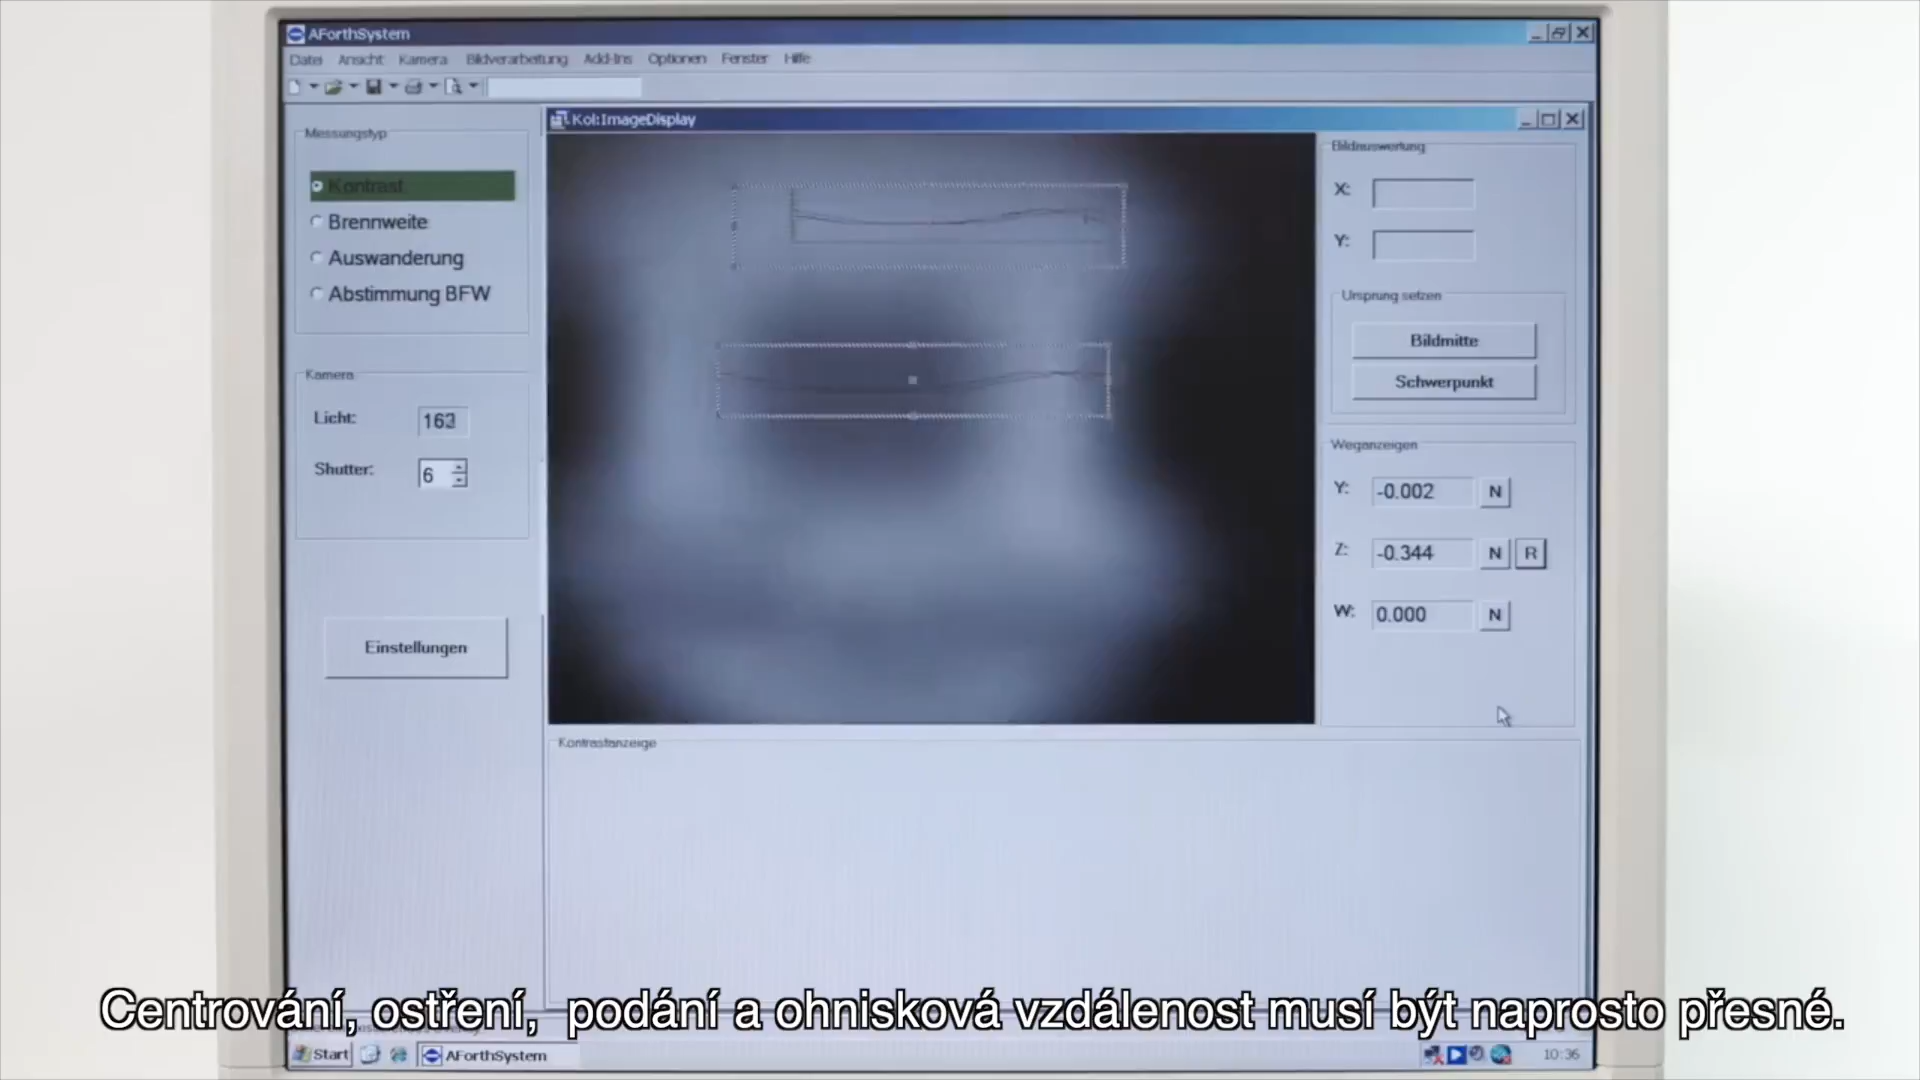 AForthSystem
Datei Ansicht Kamera Bildverarbeitung Add-Ins Optionen Fenster Hilfe
Kol:ImageDisplay
Messungstyp
Kontrast
Brennweite
Auswanderung
Abstimmung BFW
Kamera
Licht: 162
Shutter: 6
Einstellungen
Bildauswertung
X:
Y:
Ursprung setzen
Bildmitte
Schwerpunkt
Weganzeigen
Y: -0.002 N
Z: -0.344 N R
W: 0.000 N
Kontrastanzeige
Centrování, ostření, podání a ohnisková vzdálenost musí být naprosto přesné.
Start AForthSystem 10:36